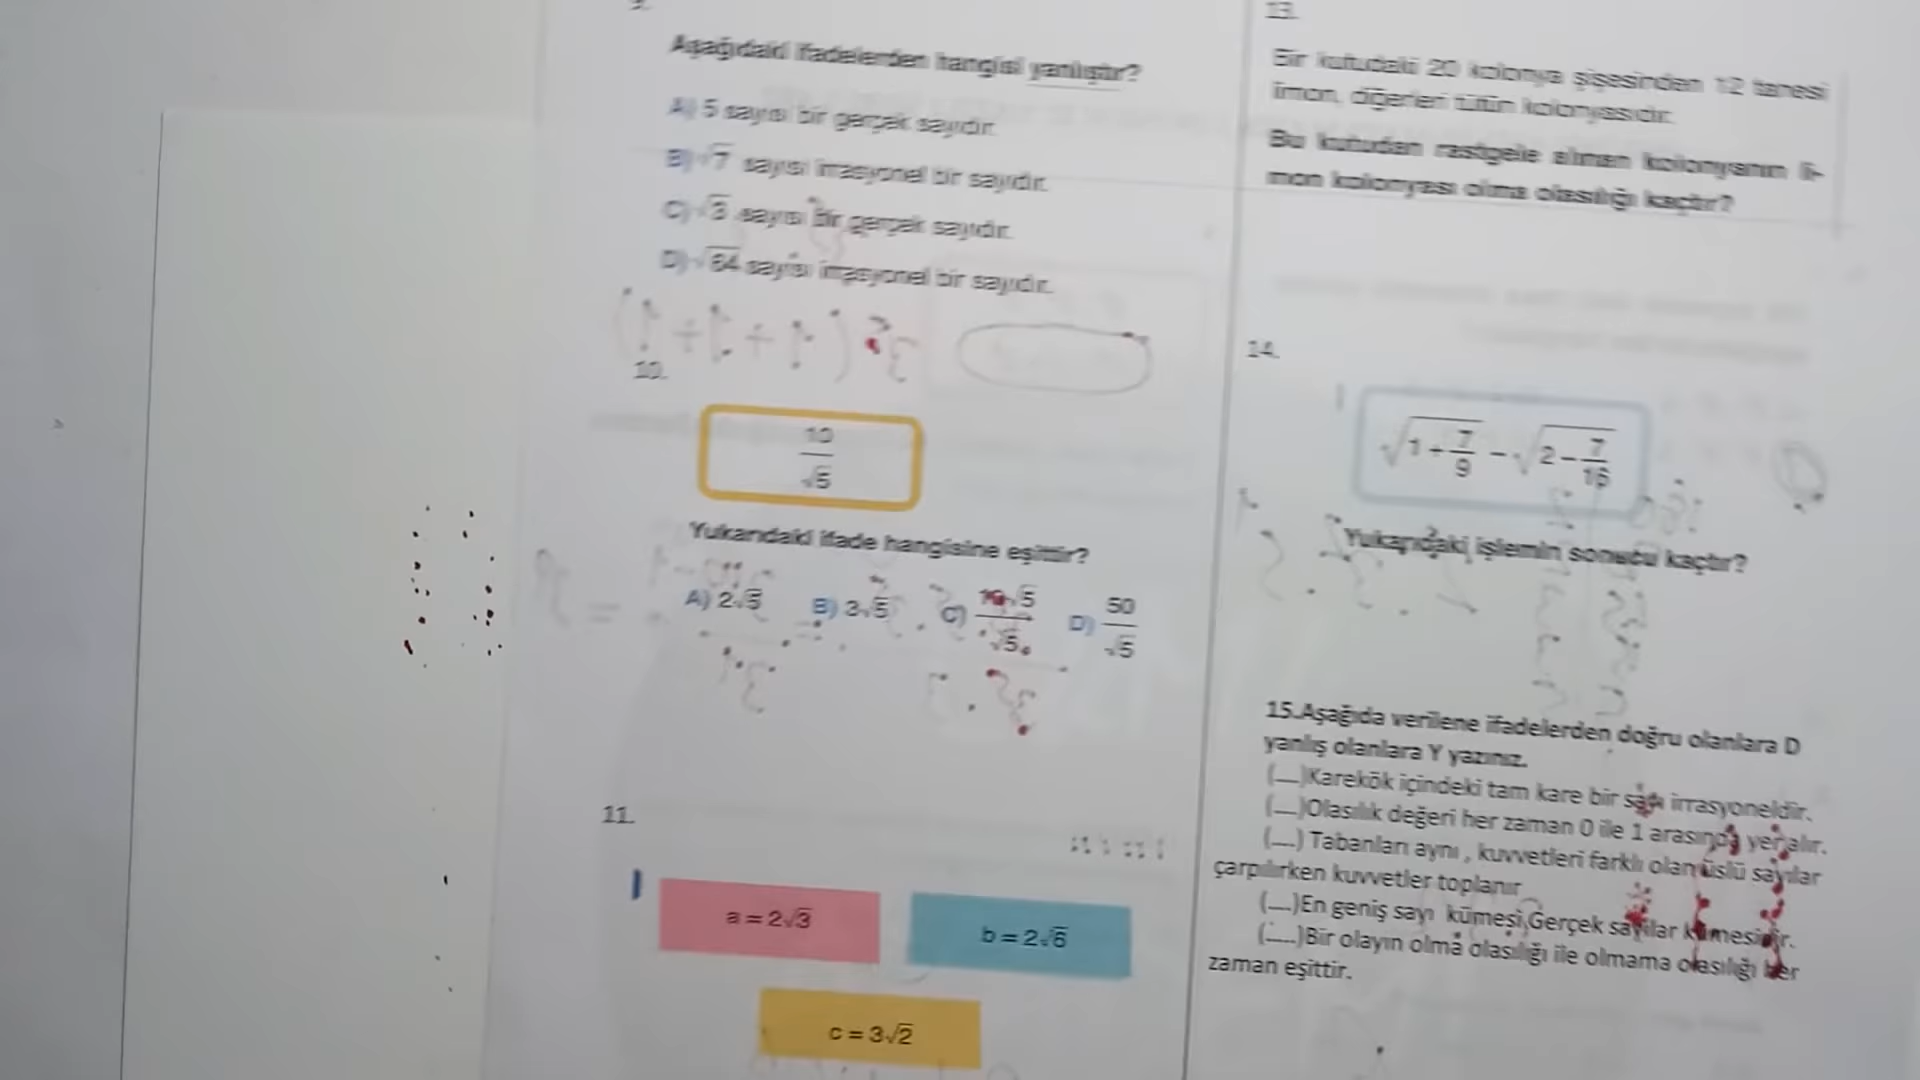 9.
Aşağıdaki ifadelerden hangisi yanlıştır?
A) 5 sayısı bir gerçek sayıdır.
B) √7 sayısı irrasyonel bir sayıdır.
C) √3 sayısı bir gerçek sayıdır.
D) √64 sayısı irrasyonel bir sayıdır.
10.
10
√5
Yukarıdaki ifade hangisine eşittir?
A) 2√5 B) 3√5 C) 10√5/√5 D) 50/√5
11.
a = 2√3
b = 2√6
c = 3√2
13.
Bir kutudaki 20 kolonya şişesinden 12 tanesi
limon, diğerleri tütün kolonyasıdır.
Bu kutudan rastgele alınan kolonyanın li-
mon kolonyası olma olasılığı kaçtır?
14.
√(1 + 7/9) - √(2 - 7/16)
Yukarıdaki işlemin sonucu kaçtır?
15.Aşağıda verilene ifadelerden doğru olanlara D
yanlış olanlara Y yazınız.
(....)Karekök içindeki tam kare bir sayı irrasyoneldir.
(....)Olasılık değeri her zaman 0 ile 1 arasında yer alır.
(....) Tabanları aynı , kuvvetleri farklı olan üslü sayılar
çarpılırken kuvvetler toplanır
(....)En geniş sayı kümesi,Gerçek sayılar kümesidir.
(....)Bir olayın olma olasılığı ile olmama olasılığı her
zaman eşittir.